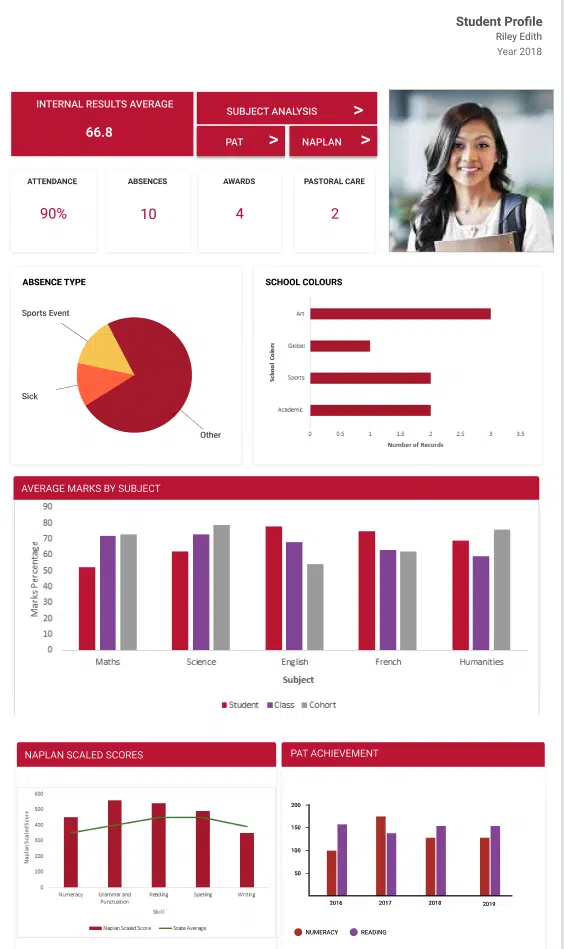 Student Profile
Riley Edith
Year 2018
INTERNAL RESULTS AVERAGE
66.8
SUBJECT ANALYSIS >
PAT >
NAPLAN >
ATTENDANCE
90%
ABSENCES
10
AWARDS
4
PASTORAL CARE
2
ABSENCE TYPE
Sports Event
Sick
Other
SCHOOL COLOURS
School Colors
Art
Global
Sports
Academic
0 0.5 1 1.5 2 2.5 3 3.5
Number of Records
AVERAGE MARKS BY SUBJECT
Marks Percentage
90
80
70
60
50
40
30
20
10
0
Maths Science English French Humanities
Subject
Student Class Cohort
NAPLAN SCALED SCORES
Naplan Scaled Score
600
500
400
300
200
100
0
Numeracy Grammar and Reading Spelling Writing
Punctuation
Skill
Naplan Scaled Score State Average
PAT ACHIEVEMENT
200
150
100
50
2016 2017 2018 2019
NUMERACY READING